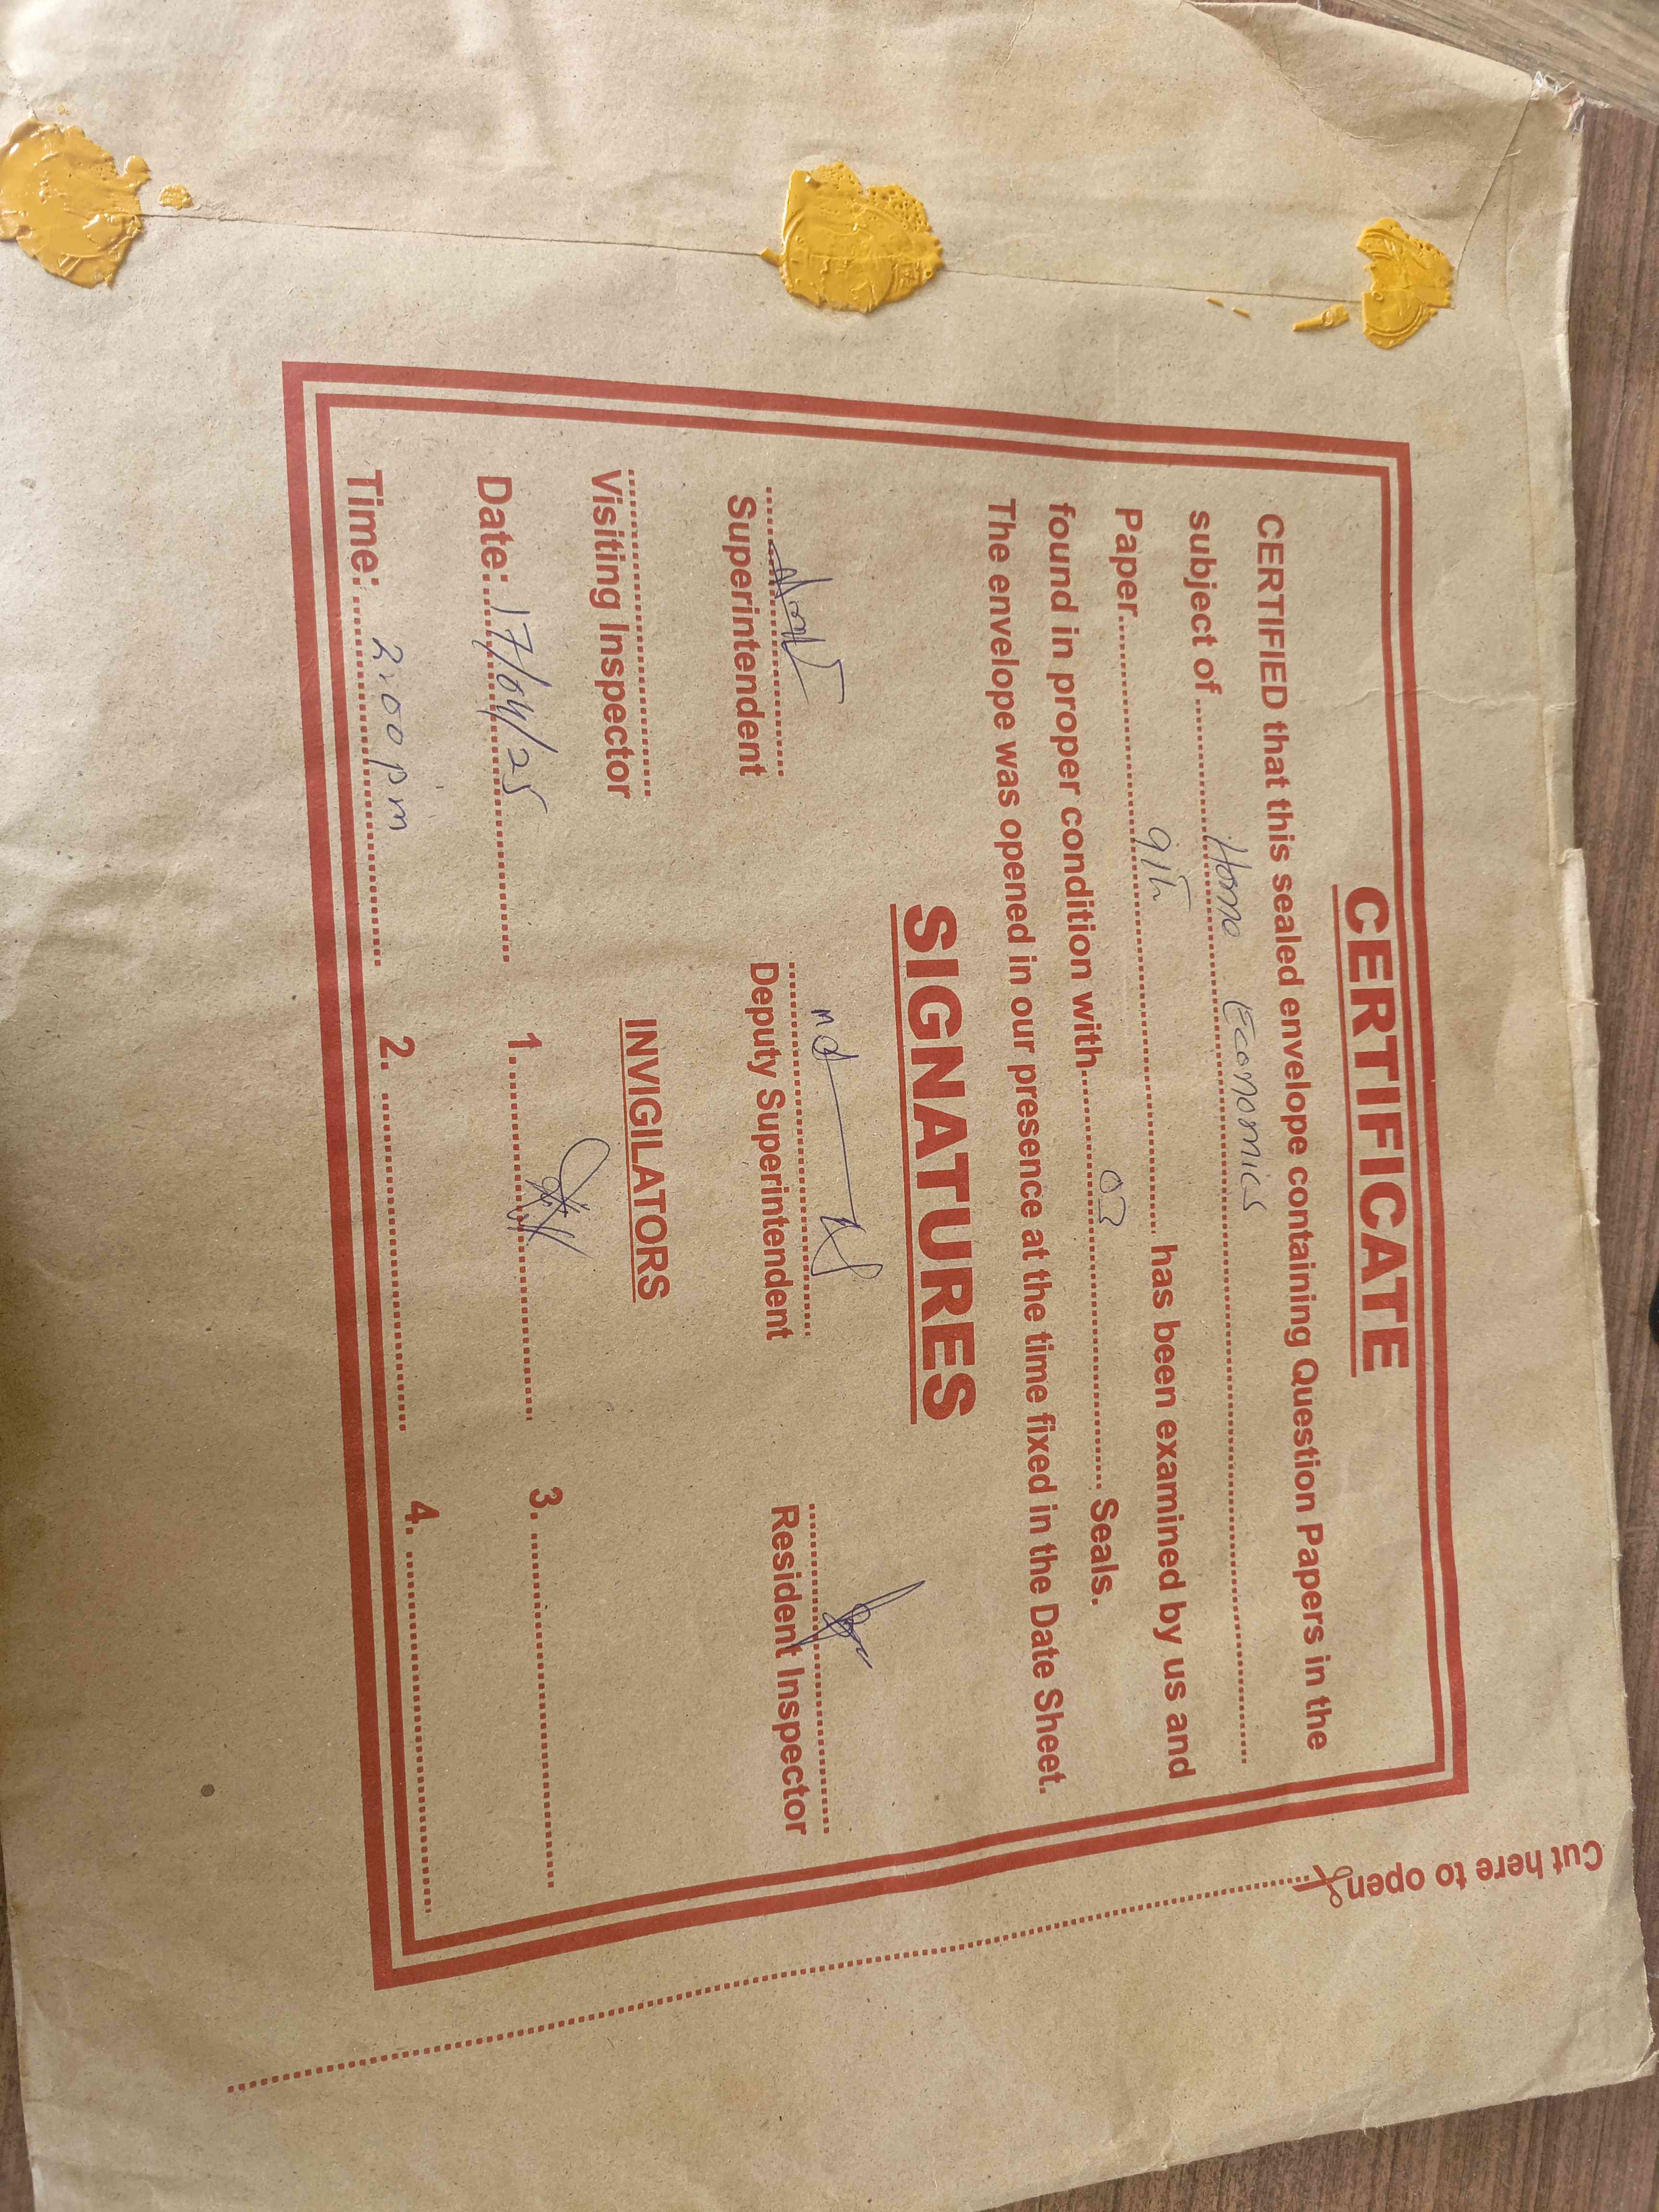 CERTIFICATE
CERTIFIED that this sealed envelope containing Question Papers in the
subject of Home Economics
Paper 9th has been examined by us and
found in proper condition with 03 Seals.
The envelope was opened in our presence at the time fixed in the Date Sheet.
SIGNATURES
Superintendent Deputy Superintendent Resident Inspector
Visiting Inspector INVIGILATORS
Date: 17/04/25 1. 3.
Time: 2:00 pm 2. 4.
Cut here to open